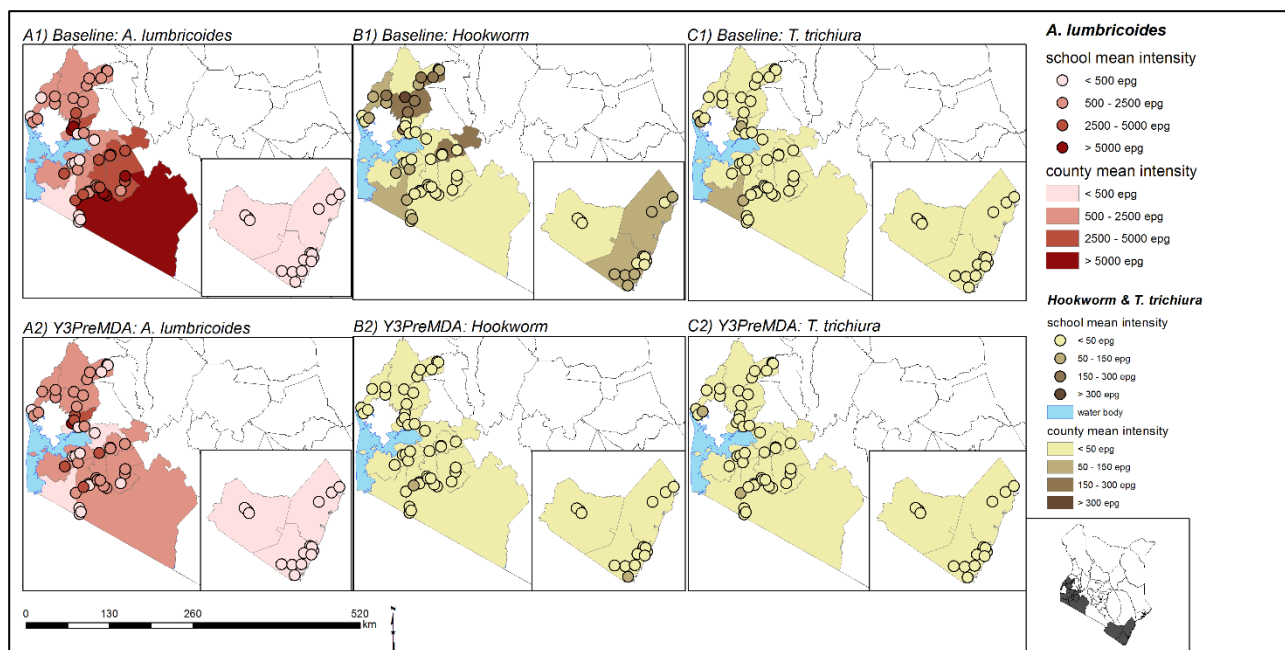 A1) Baseline: A. lumbricoides
B1) Baseline: Hookworm
C1) Baseline: T. trichiura
A2) Y3PreMDA: A. lumbricoides
B2) Y3PreMDA: Hookworm
C2) Y3PreMDA: T. trichiura
0 130 260 520
km
N
A. lumbricoides
school mean intensity
< 500 epg
500 - 2500 epg
2500 - 5000 epg
> 5000 epg
county mean intensity
< 500 epg
500 - 2500 epg
2500 - 5000 epg
> 5000 epg
Hookworm & T. trichiura
school mean intensity
< 50 epg
50 - 150 epg
150 - 300 epg
> 300 epg
water body
county mean intensity
< 50 epg
50 - 150 epg
150 - 300 epg
> 300 epg